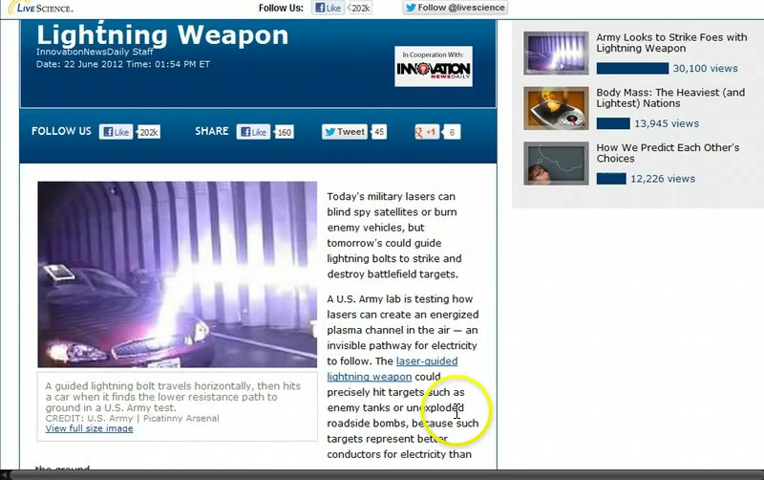 LIVESCIENCE
Follow Us:
Like
202k
Follow @livescience
Lightning Weapon
InnovationNewsDaily Staff
Date: 22 June 2012 Time: 01:54 PM ET
In Cooperation With:
INNOVATION
NEWSDAILY
FOLLOW US
Like
202k
SHARE
Like
160
Tweet
45
+1
6
Today's military lasers can
blind spy satellites or burn
enemy vehicles, but
tomorrow's could guide
lightning bolts to strike and
destroy battlefield targets.
A U.S. Army lab is testing how
lasers can create an energized
plasma channel in the air — an
invisible pathway for electricity
to follow. The laser-guided
lightning weapon could
precisely hit targets such as
enemy tanks or unexploded
roadside bombs, because such
targets represent better
conductors for electricity than
the ground.
A guided lightning bolt travels horizontally, then hits
a car when it finds the lower resistance path to
ground in a U.S. Army test.
CREDIT: U.S. Army | Picatinny Arsenal
View full size image
Army Looks to Strike Foes with
Lightning Weapon
30,100 views
Body Mass: The Heaviest (and
Lightest) Nations
13,945 views
How We Predict Each Other's
Choices
12,226 views